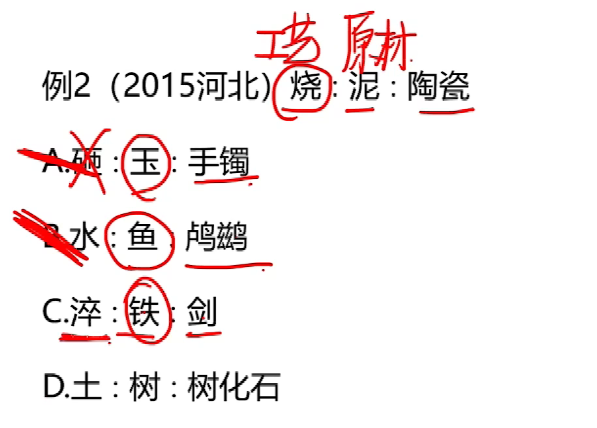 工艺 原材
例2（2015河北）烧：泥：陶瓷
A.砸：玉：手镯
B.水：鱼：鸬鹚
C.淬：铁：剑
D.土：树：树化石